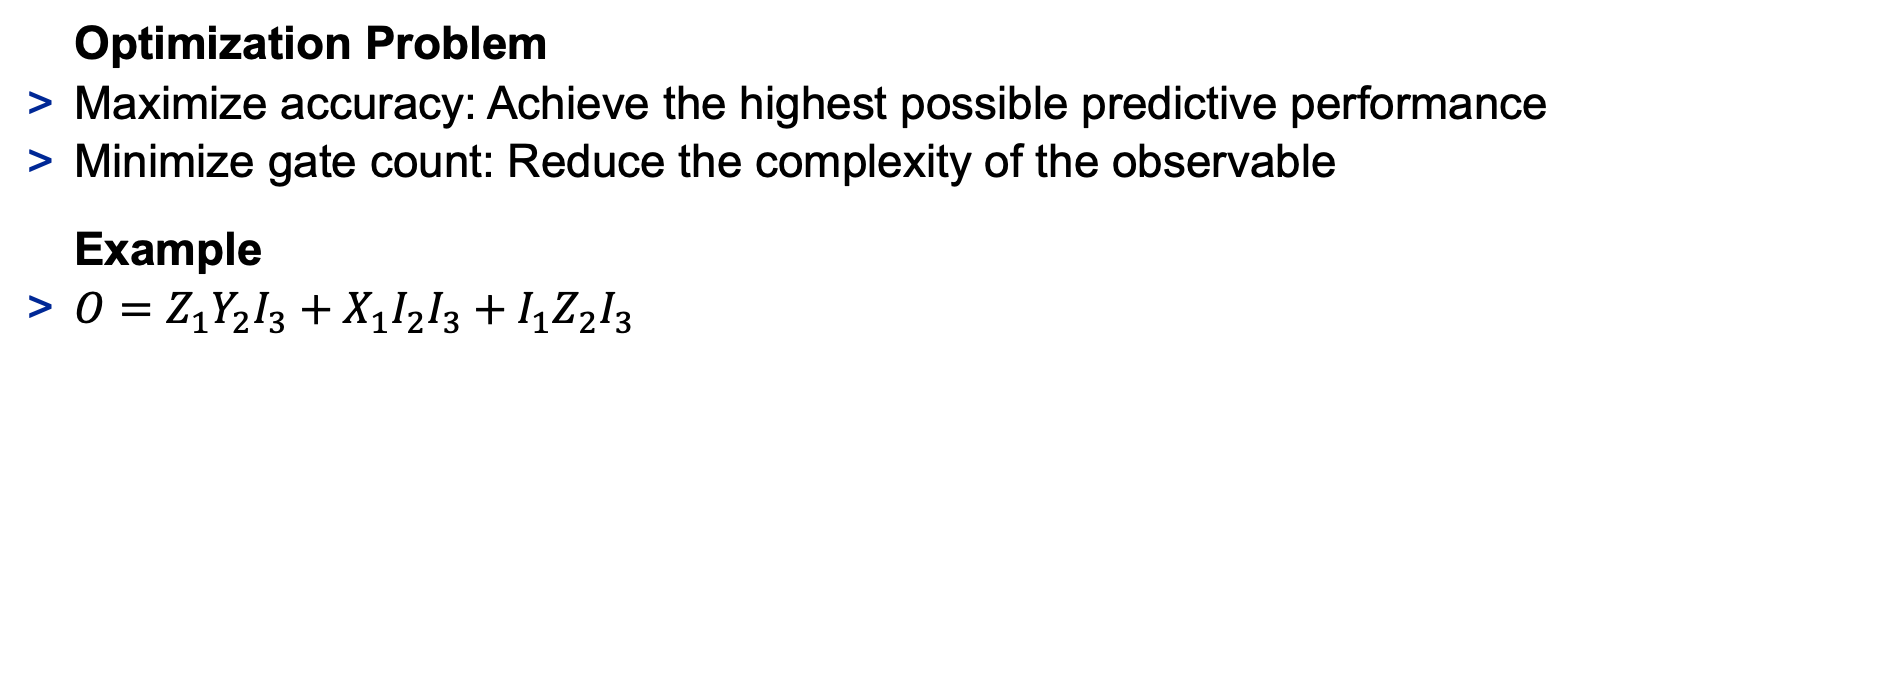 Optimization Problem
> Maximize accuracy: Achieve the highest possible predictive performance
> Minimize gate count: Reduce the complexity of the observable
Example
> 𝑂 = 𝑍₁𝑌₂𝐼₃ + 𝑋₁𝐼₂𝐼₃ + 𝐼₁𝑍₂𝐼₃